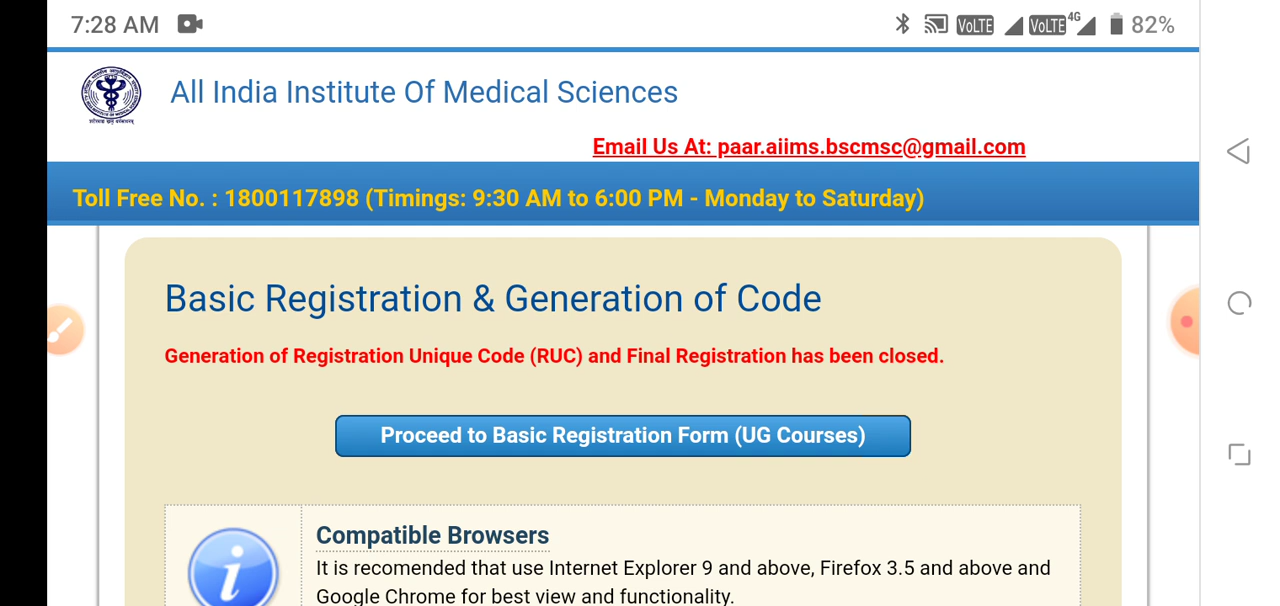 7:28 AM
VoLTE VoLTE 4G 82%
All India Institute Of Medical Sciences
Email Us At: paar.aiims.bscmsc@gmail.com
Toll Free No. : 1800117898 (Timings: 9:30 AM to 6:00 PM - Monday to Saturday)
Basic Registration & Generation of Code
Generation of Registration Unique Code (RUC) and Final Registration has been closed.
Proceed to Basic Registration Form (UG Courses)
Compatible Browsers
It is recomended that use Internet Explorer 9 and above, Firefox 3.5 and above and
Google Chrome for best view and functionality.